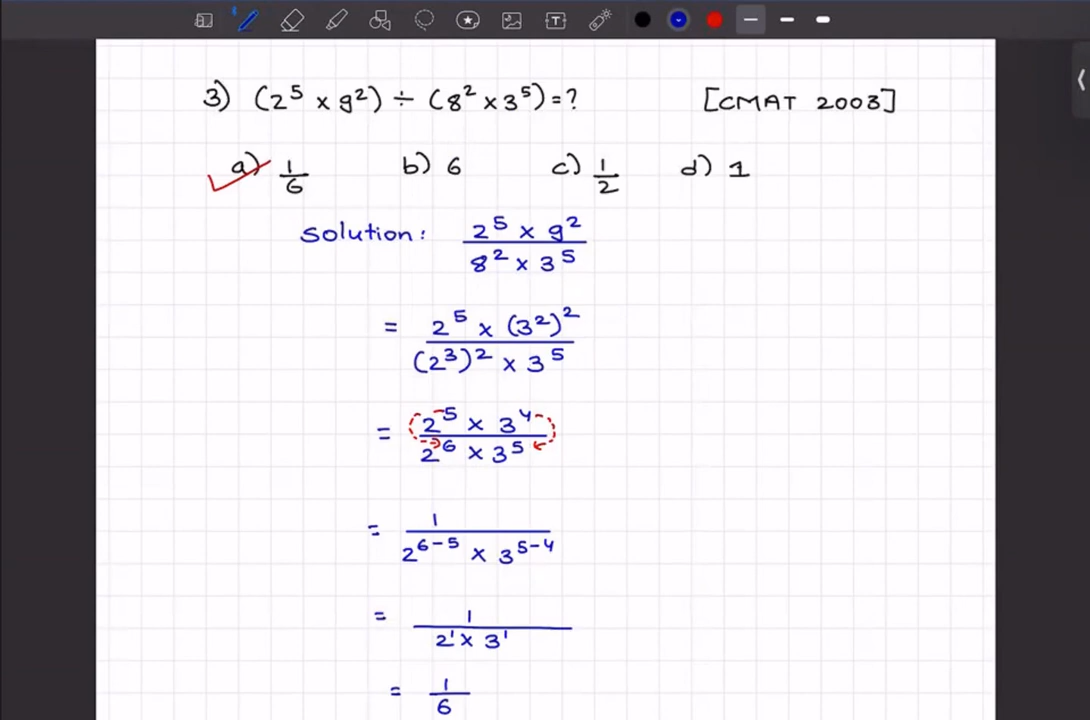 3) (2⁵ × 9²) ÷ (8² × 3⁵) = ? [CMAT 2003]
a) 1/6 b) 6 c) 1/2 d) 1
Solution: 2⁵ × 9² / 8² × 3⁵
= 2⁵ × (3²)² / (2³)² × 3⁵
= 2⁵ × 3⁴ / 2⁶ × 3⁵
= 1 / 2⁶⁻⁵ × 3⁵⁻⁴
= 1 / 2¹ × 3¹
= 1/6